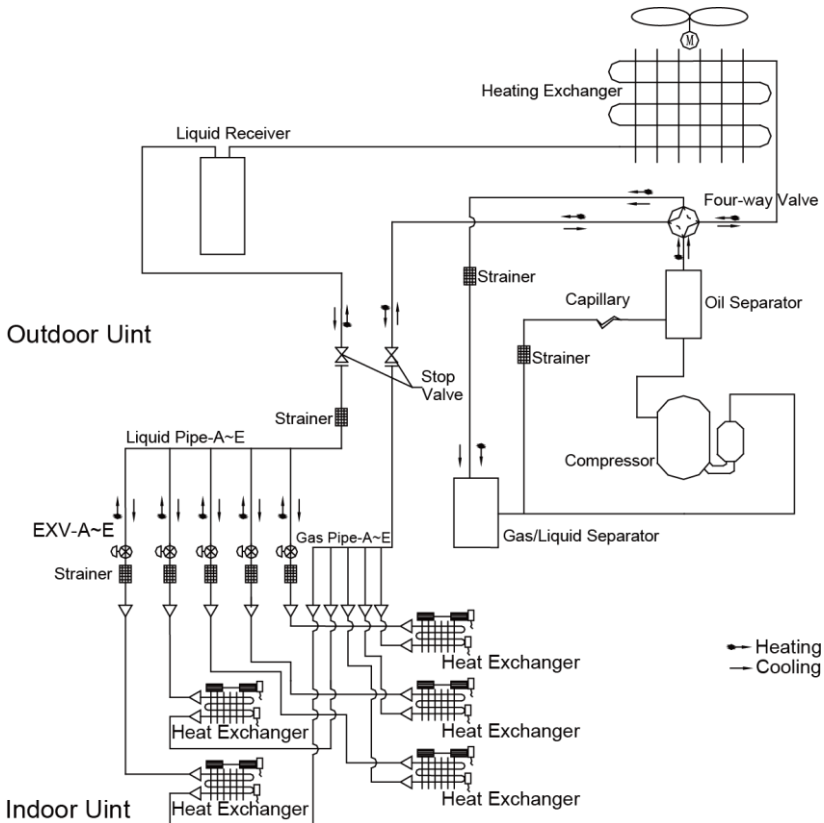 M
Heating Exchanger
Liquid Receiver
Four-way Valve
Strainer
Capillary
Oil Separator
Outdoor Uint
Strainer
Stop
Valve
Strainer
Liquid Pipe-A~E
Compressor
EXV-A~E
Gas Pipe-A~E
Gas/Liquid Separator
Strainer
Heating
Heat Exchanger
Cooling
Heat Exchanger
Heat Exchanger
Heat Exchanger
Heat Exchanger
Indoor Uint